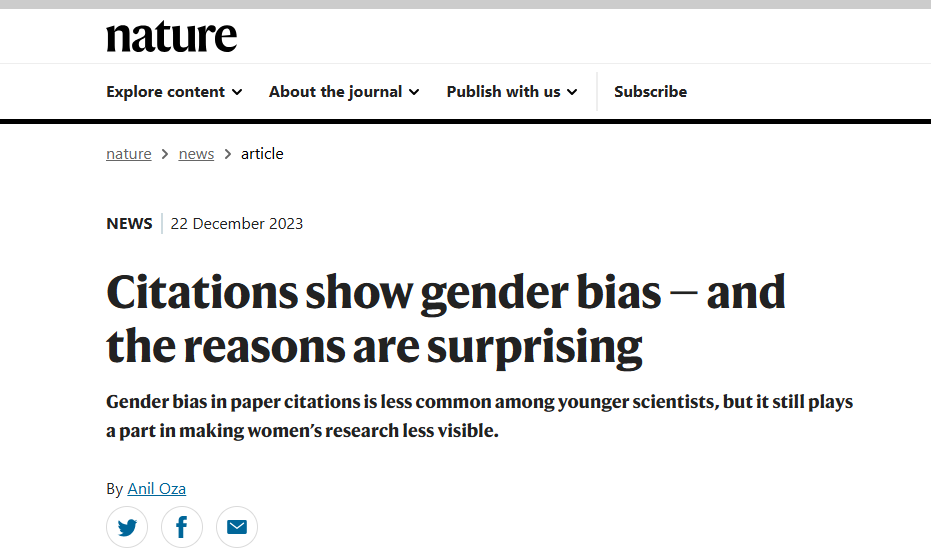 nature
Explore content About the journal Publish with us Subscribe
nature > news > article
NEWS | 22 December 2023
Citations show gender bias — and
the reasons are surprising
Gender bias in paper citations is less common among younger scientists, but it still plays
a part in making women’s research less visible.
By Anil Oza